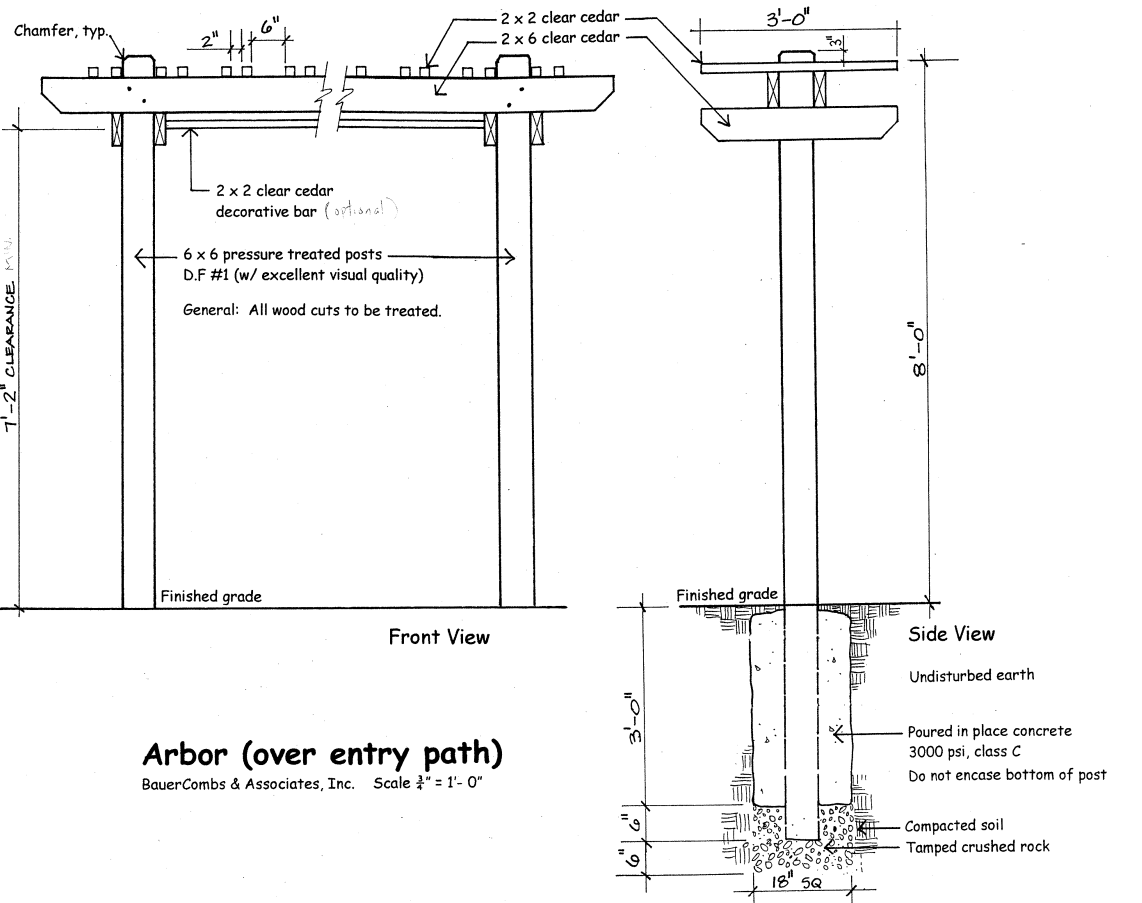 Chamfer, typ.
2"
6"
2 x 2 clear cedar
2 x 6 clear cedar
3'-0"
3"
2 x 2 clear cedar
decorative bar (optional)
6 x 6 pressure treated posts
D.F #1 (w/ excellent visual quality)
General: All wood cuts to be treated.
7'-2" CLEARANCE MIN.
8'-0"
Finished grade
Front View
Finished grade
Side View
Undisturbed earth
3'-0"
Poured in place concrete
3000 psi, class C
Do not encase bottom of post
Arbor (over entry path)
BauerCombs & Associates, Inc. Scale ¾" = 1'- 0"
6"
Compacted soil
Tamped crushed rock
6"
18" SQ